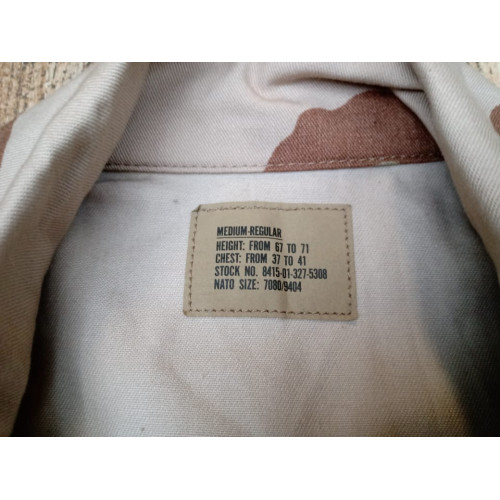 MEDIUM-REGULAR
HEIGHT: FROM 67 TO 71
CHEST: FROM 37 TO 41
STOCK NO. 8415-01-327-5308
NATO SIZE: 7080/9404